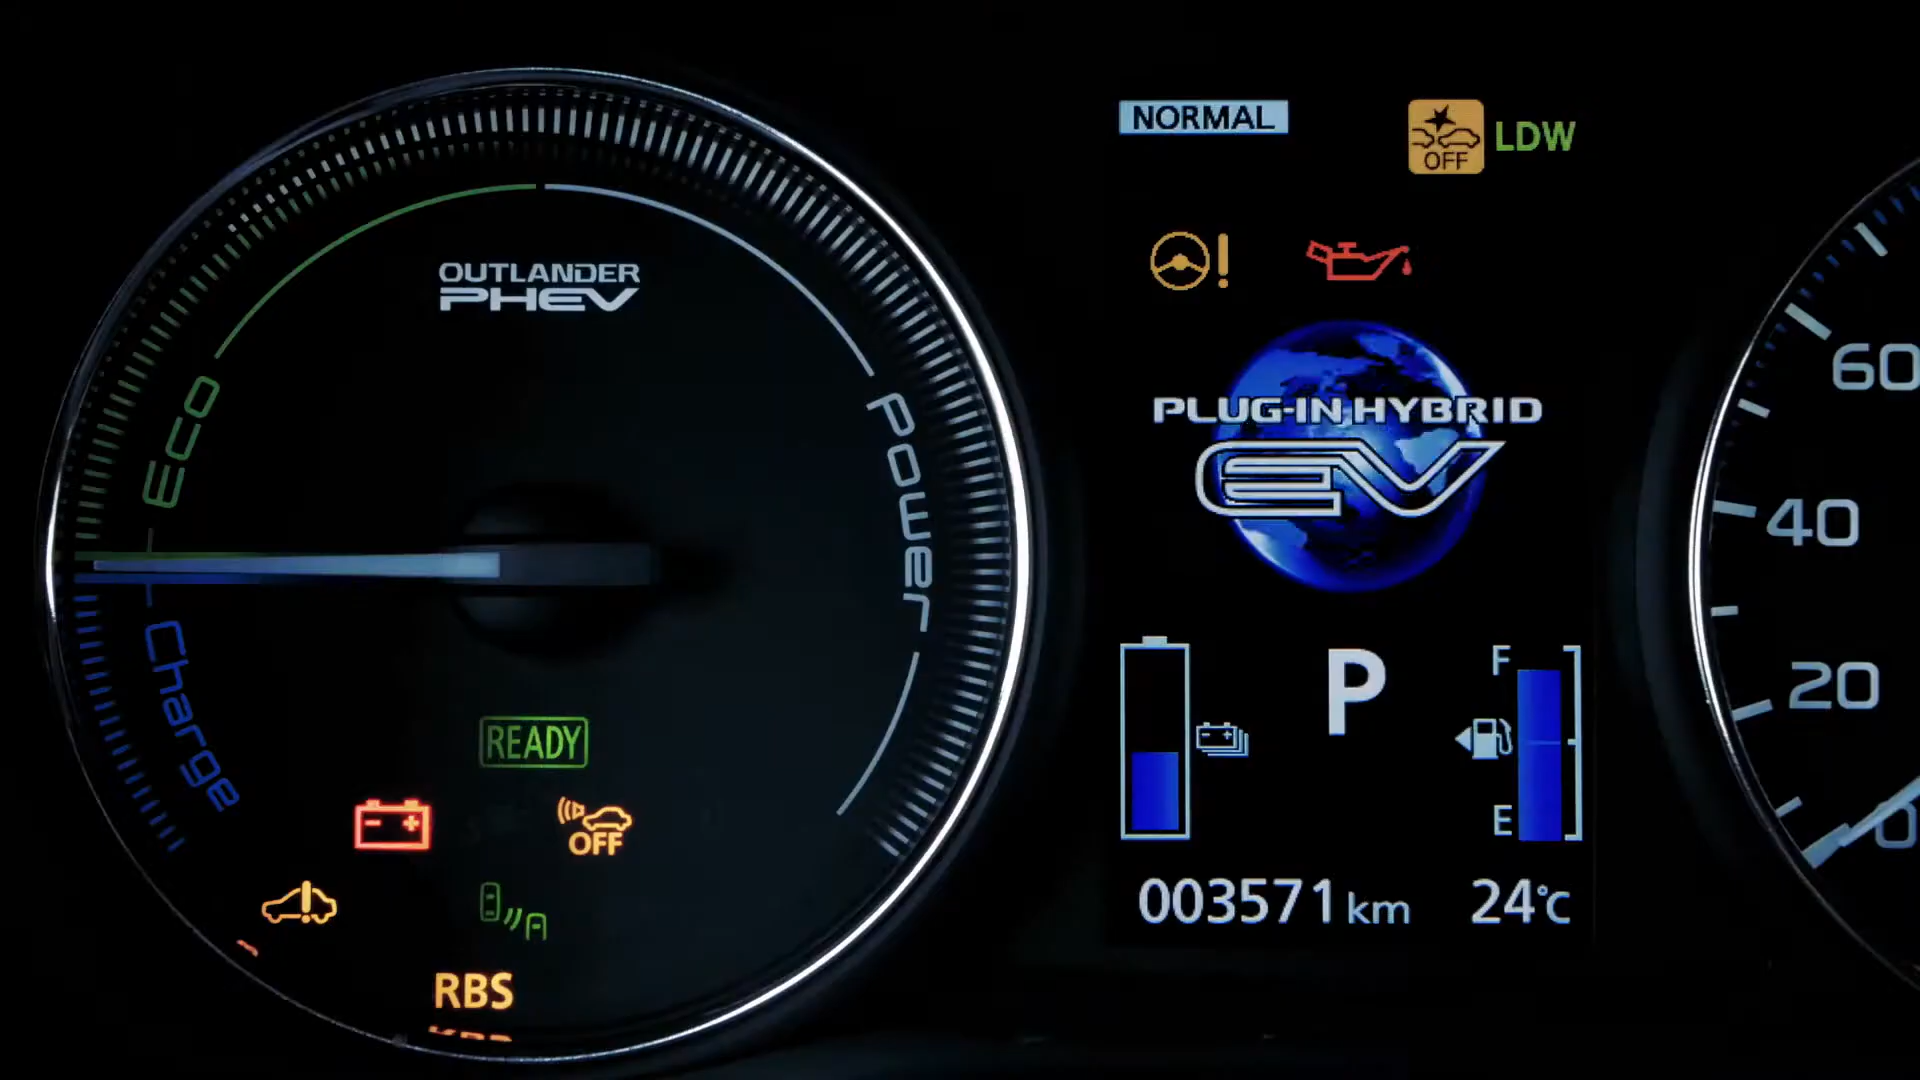 NORMAL
OFF
LDW
OUTLANDER
PHEV
Eco
Power
Charge
READY
OFF
RBS
PLUG-IN HYBRID
EV
P
F
E
003571 km
24°C
60
40
20
0